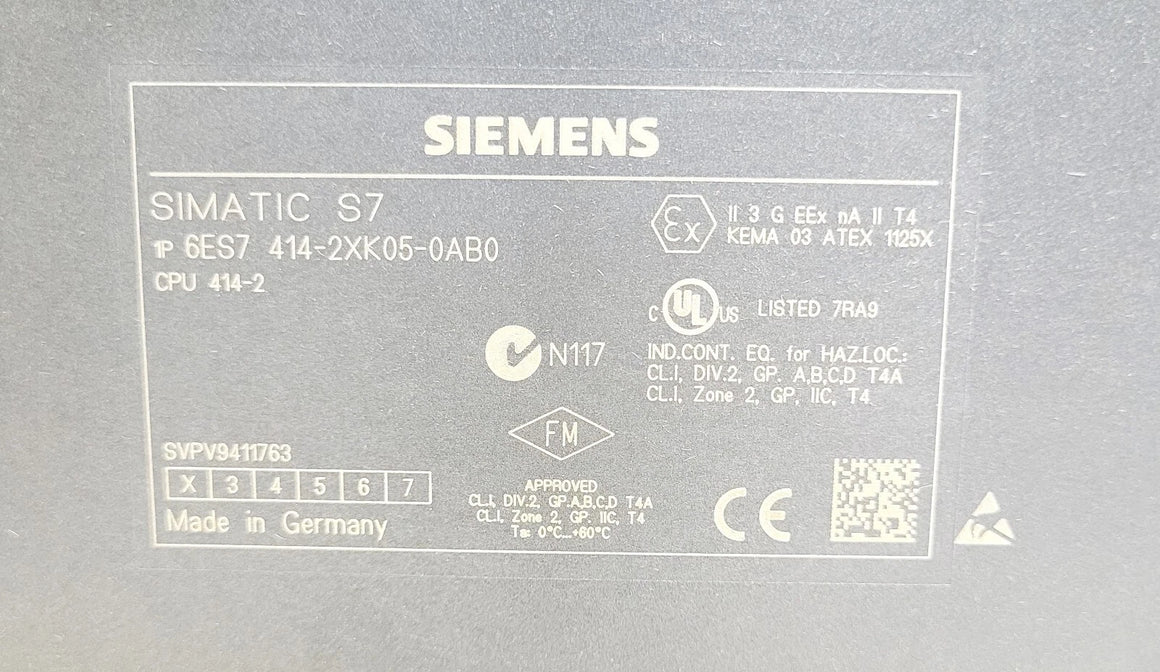 SIEMENS
SIMATIC S7
1P 6ES7 414-2XK05-0AB0
CPU 414-2
Ex
II 3 G EEx nA II T4
KEMA 03 ATEX 1125X
C UL US LISTED 7RA9
N117
IND.CONT. EQ. for HAZ.LOC.:
CL.I, DIV.2, GP. A,B,C,D T4A
CL.I, Zone 2, GP, IIC, T4
FM
APPROVED
CL.I, DIV.2, GP.A,B,C,D T4A
CL.I, Zone 2, GP. IIC, T4
Ta: 0°C...+60°C
SVPV9411763
X 3 4 5 6 7
Made in Germany
CE